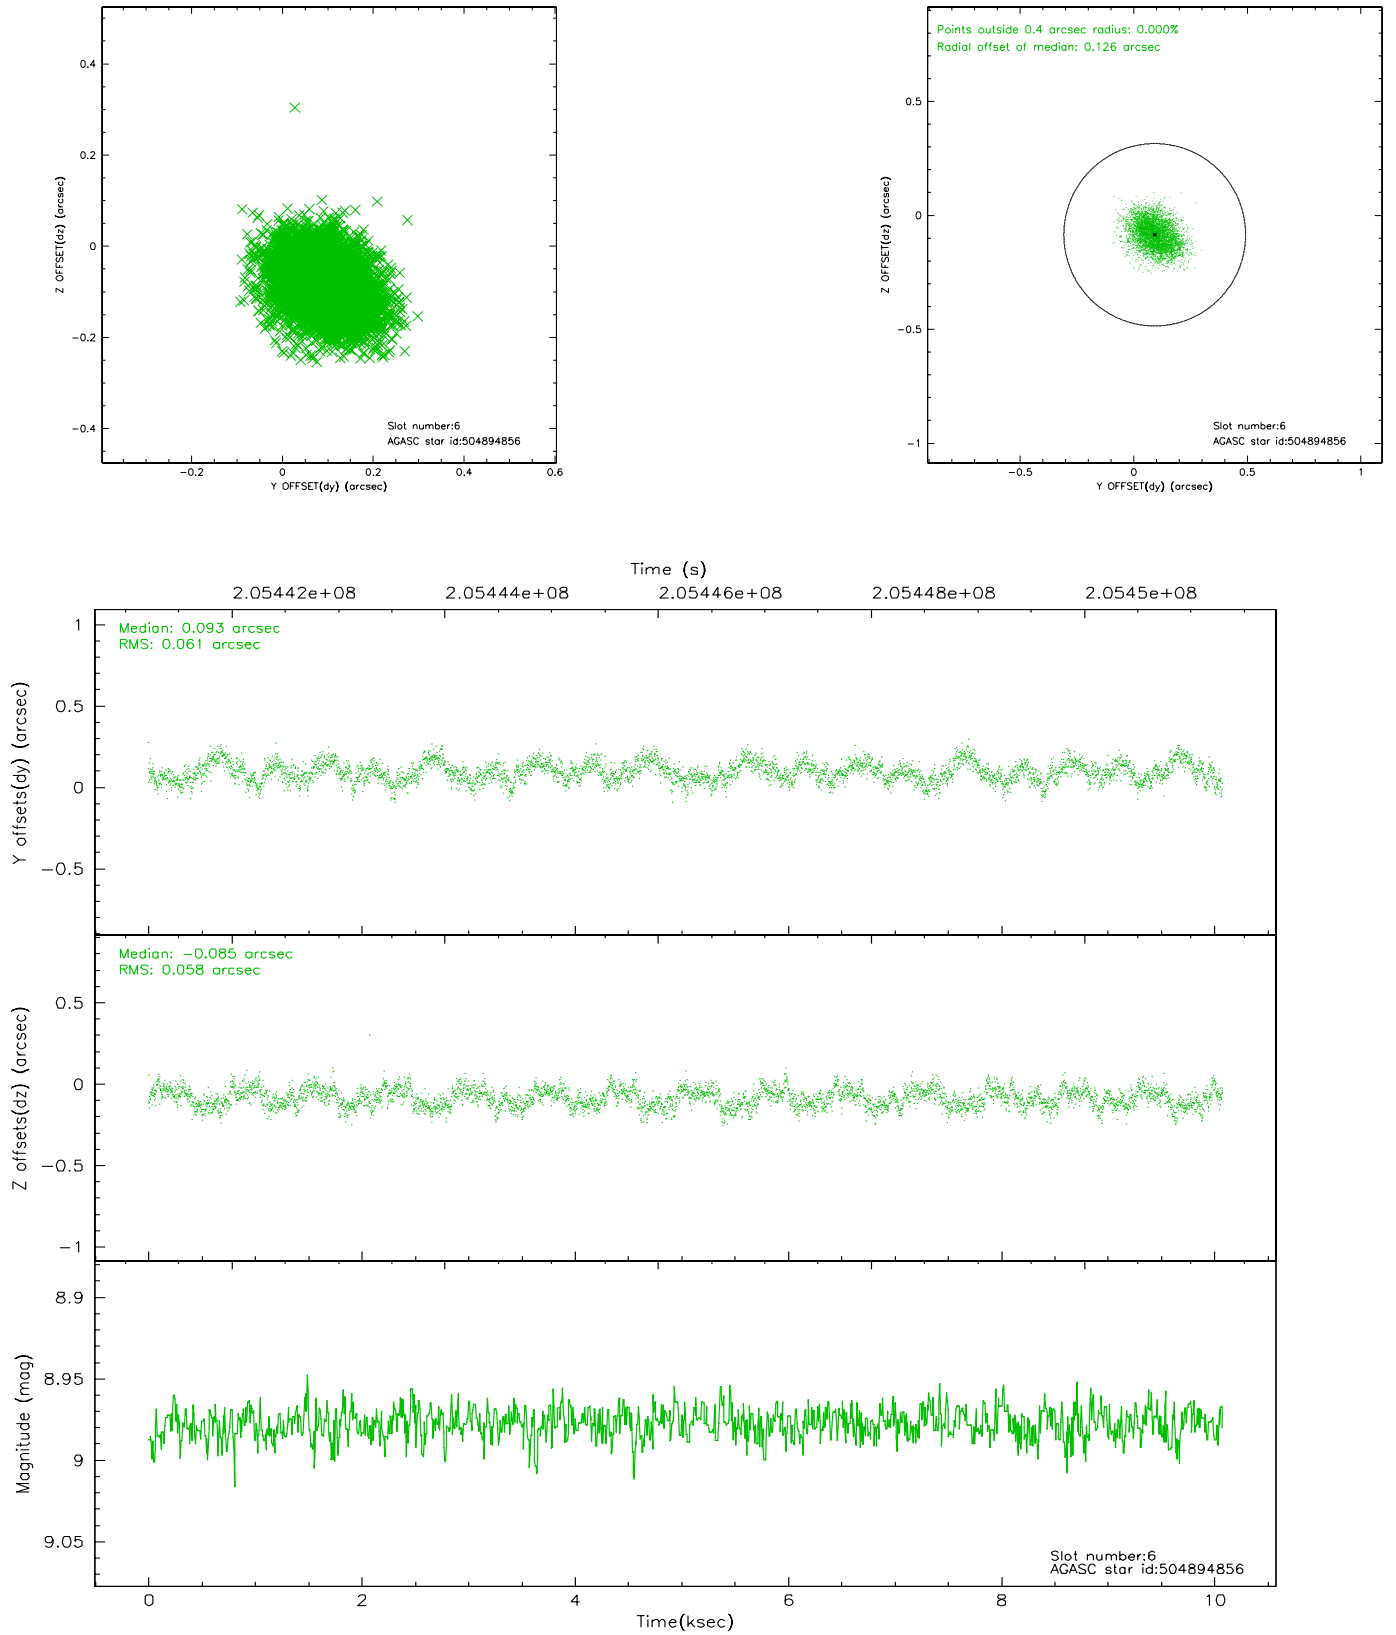 0.4
0.2
0
−0.2
−0.4
−0.2
0
0.2
0.4
0.6
Z OFFSET(dz) (arcsec)
Y OFFSET(dy) (arcsec)
Slot number:6
AGASC star id:504894856
Points outside 0.4 arcsec radius: 0.000%
Radial offset of median: 0.126 arcsec
0.5
0
−0.5
−1
−0.5
0
0.5
1
Z OFFSET(dz) (arcsec)
Y OFFSET(dy) (arcsec)
Slot number:6
AGASC star id:504894856
Time (s)
2.05442e+08
2.05444e+08
2.05446e+08
2.05448e+08
2.0545e+08
Median: 0.093 arcsec
RMS: 0.061 arcsec
1
0.5
0
−0.5
Y offsets(dy) (arcsec)
Median: −0.085 arcsec
RMS: 0.058 arcsec
0.5
0
−0.5
−1
Z offsets(dz) (arcsec)
8.9
8.95
9
9.05
Magnitude (mag)
Slot number:6
AGASC star id:504894856
0
2
4
6
8
10
Time(ksec)